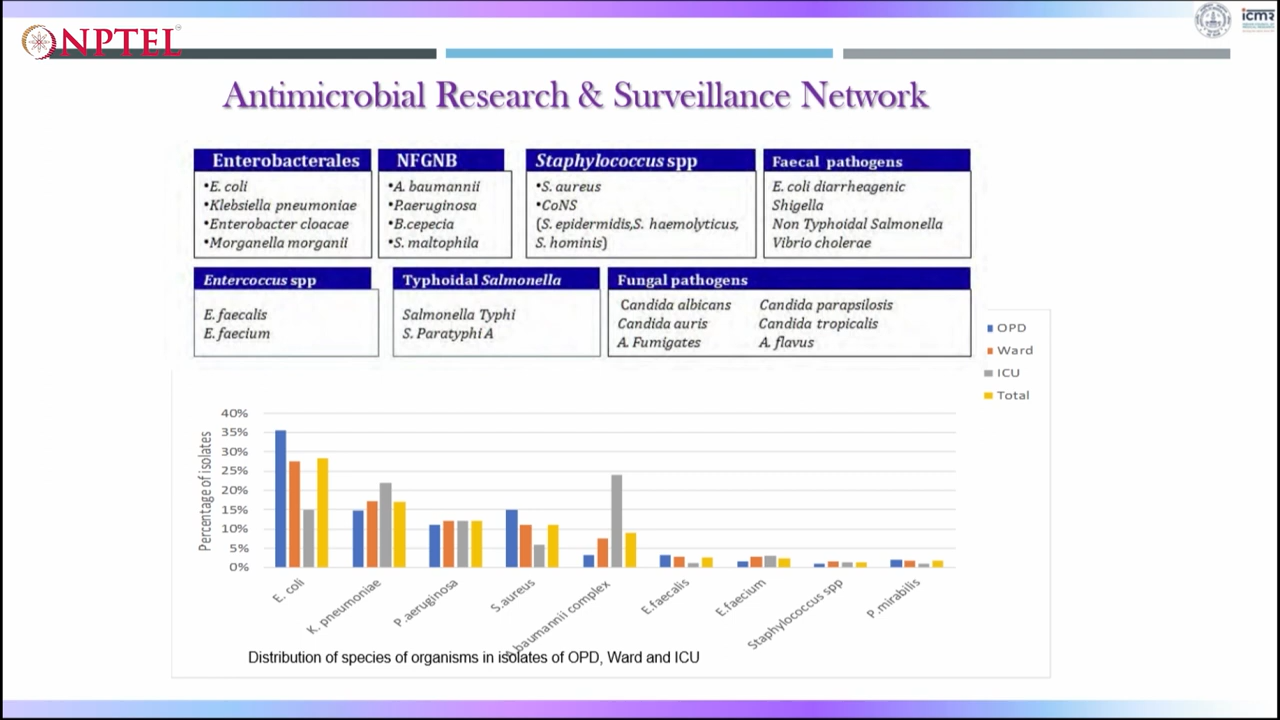 NPTEL
icmr
Antimicrobial Research & Surveillance Network
Enterobacterales
•E. coli
•Klebsiella pneumoniae
•Enterobacter cloacae
•Morganella morganii
NFGNB
•A. baumannii
•P.aeruginosa
•B.cepecia
•S. maltophila
Staphylococcus spp
•S. aureus
•CoNS
(S. epidermidis,S. haemolyticus,
S. hominis)
Faecal pathogens
E. coli diarrheagenic
Shigella
Non Typhoidal Salmonella
Vibrio cholerae
Entercoccus spp
E. faecalis
E. faecium
Typhoidal Salmonella
Salmonella Typhi
S. Paratyphi A
Fungal pathogens
Candida albicans Candida parapsilosis
Candida auris Candida tropicalis
A. Fumigates A. flavus
OPD
Ward
ICU
Total
Percentage of isolates
40%
35%
30%
25%
20%
15%
10%
5%
0%
E. coli
K. pneumoniae
P.aeruginosa
S.aureus
baumannii complex
E.faecalis
E.faecium
Staphylococcus spp
P.mirabilis
Distribution of species of organisms in isolates of OPD, Ward and ICU